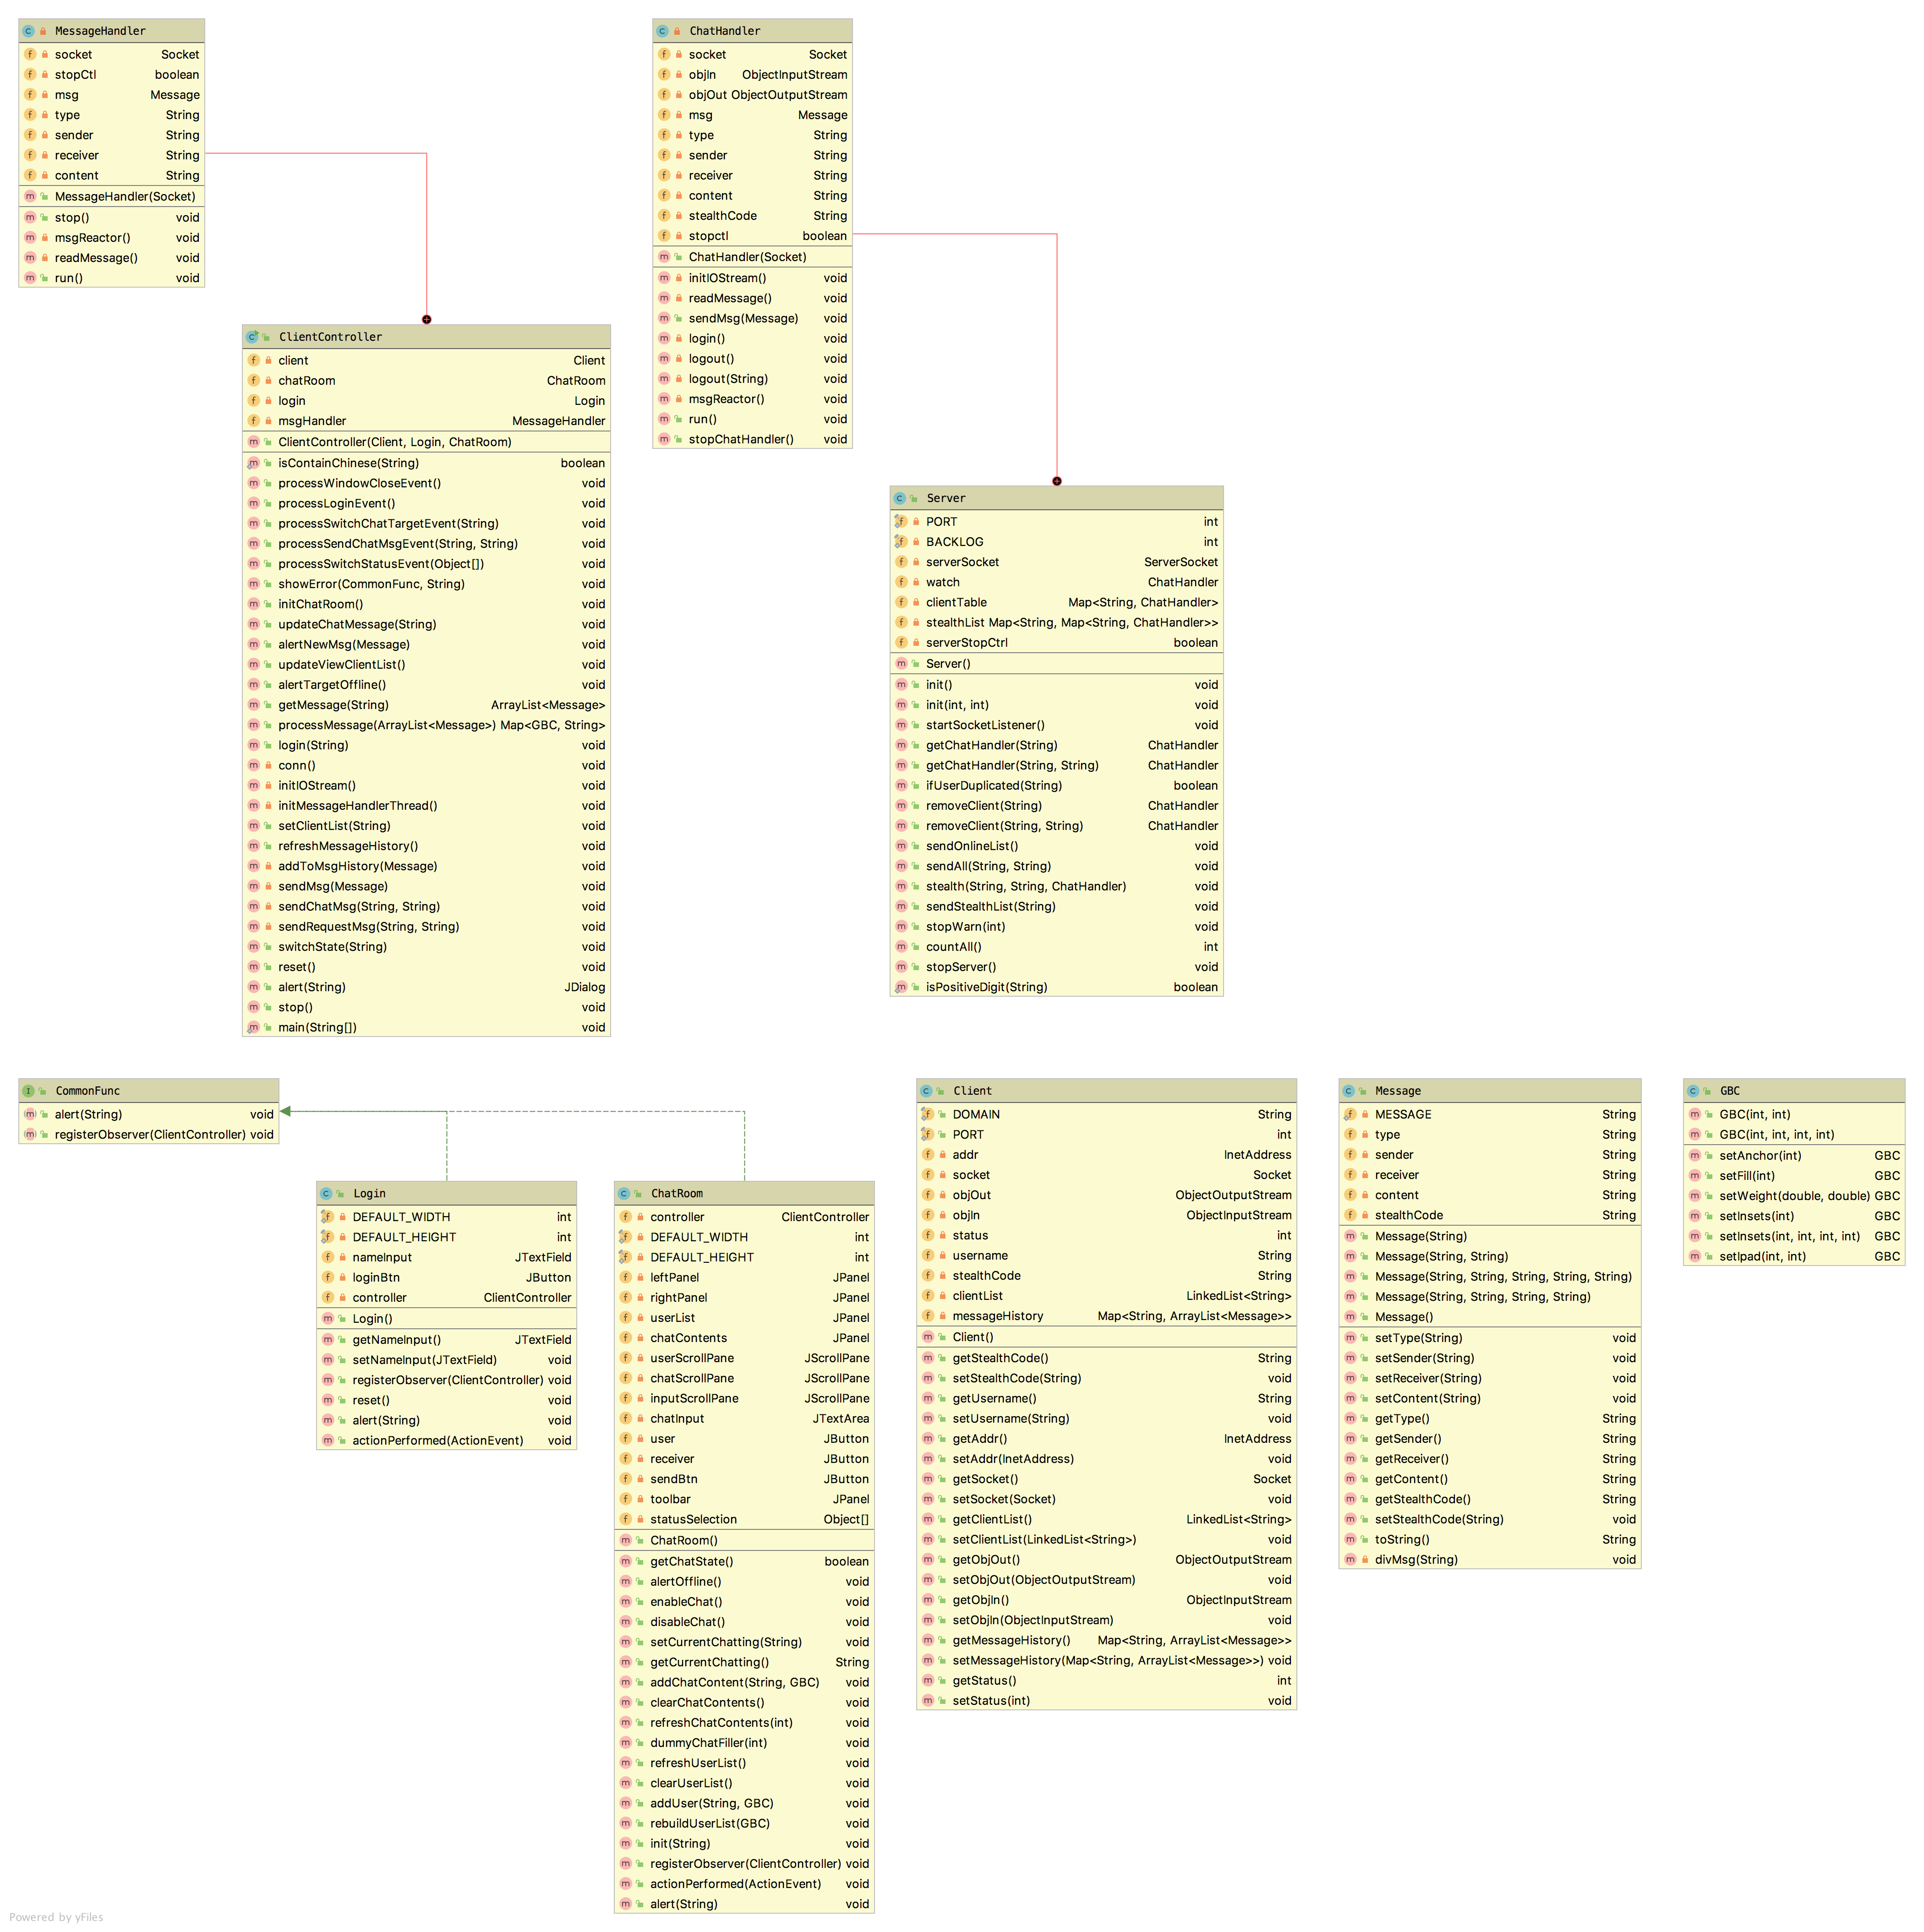 MessageHandler
socket Socket
stopCtl boolean
msg Message
type String
sender String
receiver String
content String
MessageHandler(Socket)
stop() void
msgReactor() void
readMessage() void
run() void
ChatHandler
socket Socket
objIn ObjectInputStream
objOut ObjectOutputStream
msg Message
type String
sender String
receiver String
content String
stealthCode String
stopctl boolean
ChatHandler(Socket)
initIOStream() void
readMessage() void
sendMsg(Message) void
login() void
logout() void
logout(String) void
msgReactor() void
run() void
stopChatHandler() void
ClientController
client Client
chatRoom ChatRoom
login Login
msgHandler MessageHandler
ClientController(Client, Login, ChatRoom)
isContainChinese(String) boolean
processWindowCloseEvent() void
processLoginEvent() void
processSwitchChatTargetEvent(String) void
processSendChatMsgEvent(String, String) void
processSwitchStatusEvent(Object[]) void
showError(CommonFunc, String) void
initChatRoom() void
updateChatMessage(String) void
alertNewMsg(Message) void
updateViewClientList() void
alertTargetOffline() void
getMessage(String) ArrayList<Message>
processMessage(ArrayList<Message>) Map<GBC, String>
login(String) void
conn() void
initIOStream() void
initMessageHandlerThread() void
setClientList(String) void
refreshMessageHistory() void
addToMsgHistory(Message) void
sendMsg(Message) void
sendChatMsg(String, String) void
sendRequestMsg(String, String) void
switchState(String) void
reset() void
alert(String) JDialog
stop() void
main(String[]) void
Server
PORT int
BACKLOG int
serverSocket ServerSocket
watch ChatHandler
clientTable Map<String, ChatHandler>
stealthList Map<String, Map<String, ChatHandler>>
serverStopCtrl boolean
Server()
init() void
init(int, int) void
startSocketListener() void
getChatHandler(String) ChatHandler
getChatHandler(String, String) ChatHandler
ifUserDuplicated(String) boolean
removeClient(String) ChatHandler
removeClient(String, String) ChatHandler
sendOnlineList() void
sendAll(String, String) void
stealth(String, String, ChatHandler) void
sendStealthList(String) void
stopWarn(int) void
countAll() int
stopServer() void
isPositiveDigit(String) boolean
CommonFunc
alert(String) void
registerObserver(ClientController) void
Login
DEFAULT_WIDTH int
DEFAULT_HEIGHT int
nameInput JTextField
loginBtn JButton
controller ClientController
Login()
getNameInput() JTextField
setNameInput(JTextField) void
registerObserver(ClientController) void
reset() void
alert(String) void
actionPerformed(ActionEvent) void
ChatRoom
controller ClientController
DEFAULT_WIDTH int
DEFAULT_HEIGHT int
leftPanel JPanel
rightPanel JPanel
userList JPanel
chatContents JPanel
userScrollPane JScrollPane
chatScrollPane JScrollPane
inputScrollPane JScrollPane
chatInput JTextArea
user JButton
receiver JButton
sendBtn JButton
toolbar JPanel
statusSelection Object[]
ChatRoom()
getChatState() boolean
alertOffline() void
enableChat() void
disableChat() void
setCurrentChatting(String) void
getCurrentChatting() String
addChatContent(String, GBC) void
clearChatContents() void
refreshChatContents(int) void
dummyChatFiller(int) void
refreshUserList() void
clearUserList() void
addUser(String, GBC) void
rebuildUserList(GBC) void
init(String) void
registerObserver(ClientController) void
actionPerformed(ActionEvent) void
alert(String) void
Client
DOMAIN String
PORT int
addr InetAddress
socket Socket
objOut ObjectOutputStream
objIn ObjectInputStream
status int
username String
stealthCode String
clientList LinkedList<String>
messageHistory Map<String, ArrayList<Message>>
Client()
getStealthCode() String
setStealthCode(String) void
getUsername() String
setUsername(String) void
getAddr() InetAddress
setAddr(InetAddress) void
getSocket() Socket
setSocket(Socket) void
getClientList() LinkedList<String>
setClientList(LinkedList<String>) void
getObjOut() ObjectOutputStream
setObjOut(ObjectOutputStream) void
getObjIn() ObjectInputStream
setObjIn(ObjectInputStream) void
getMessageHistory() Map<String, ArrayList<Message>>
setMessageHistory(Map<String, ArrayList<Message>>) void
getStatus() int
setStatus(int) void
Message
MESSAGE String
type String
sender String
receiver String
content String
stealthCode String
Message(String)
Message(String, String)
Message(String, String, String, String, String)
Message(String, String, String, String)
Message()
setType(String) void
setSender(String) void
setReceiver(String) void
setContent(String) void
getType() String
getSender() String
getReceiver() String
getContent() String
getStealthCode() String
setStealthCode(String) void
toString() String
divMsg(String) void
GBC
GBC(int, int)
GBC(int, int, int, int)
setAnchor(int) GBC
setFill(int) GBC
setWeight(double, double) GBC
setInsets(int) GBC
setInsets(int, int, int, int) GBC
setIpad(int, int) GBC
Powered by yFiles